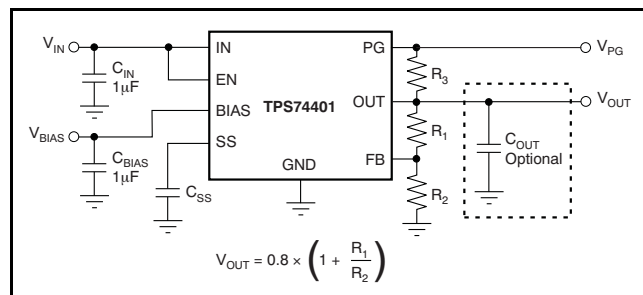 V_IN
C_IN
1μF
V_BIAS
C_BIAS
1μF
C_SS
IN
EN
BIAS
SS
TPS74401
GND
PG
OUT
FB
R_3
R_1
R_2
V_PG
V_OUT
C_OUT
Optional
V_OUT = 0.8 × (1 + R_1/R_2)